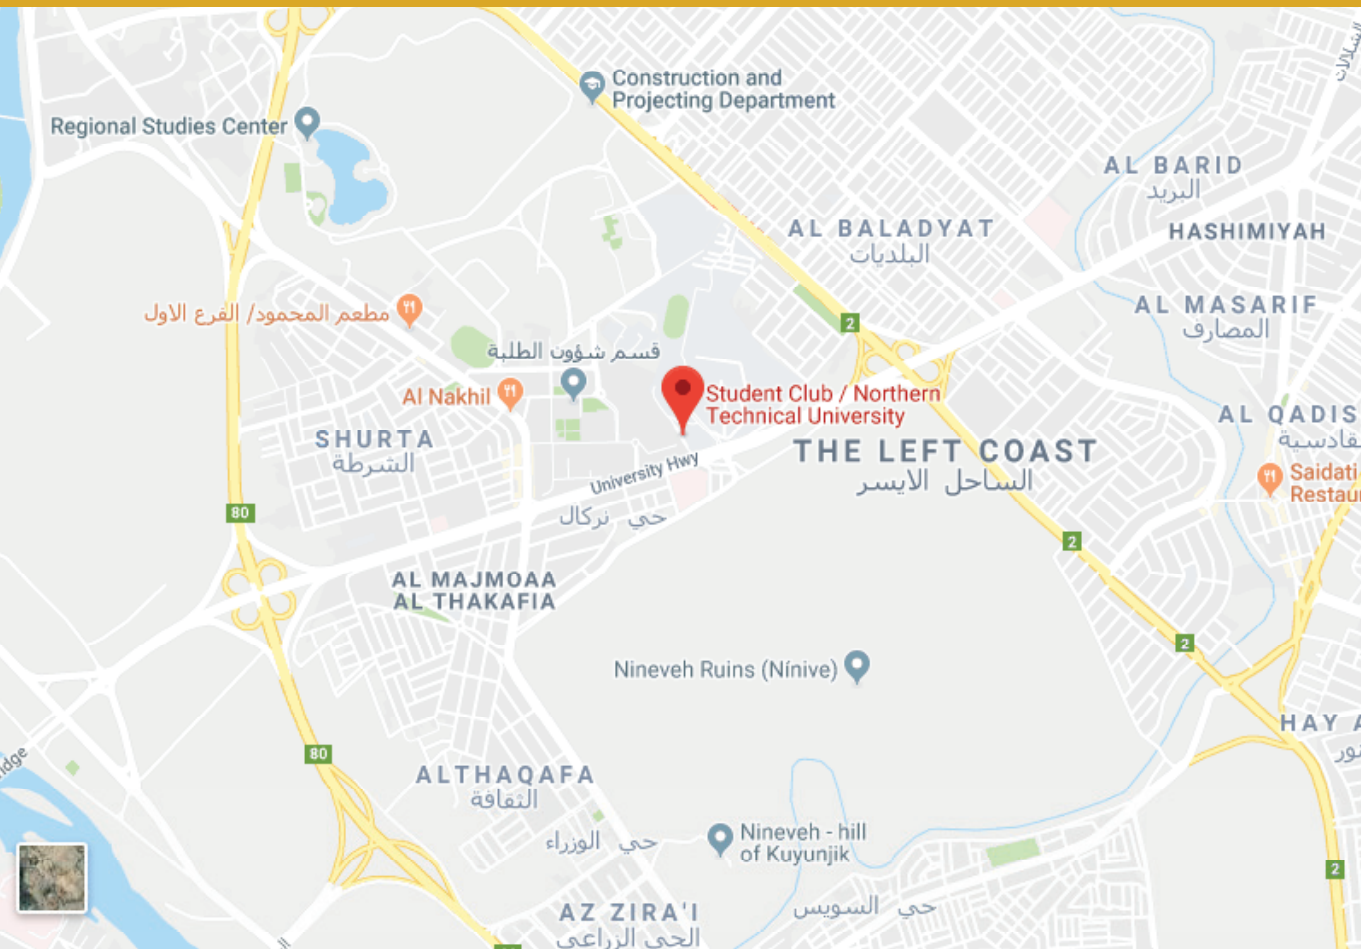 Construction and
Projecting Department
Regional Studies Center
AL BARID
البريد
AL BALADYAT
البلديات
HASHIMIYAH
AL MASARIF
المصارف
مطعم المحمود/ الفرع الاول
2
قسم شؤون الطلبة
Al Nakhil
Student Club / Northern
Technical University
SHURTA
الشرطة
THE LEFT COAST
الساحل الايسر
AL QADIS
University Hwy
Saidati
Restau
80
حي نركال
2
AL MAJMOAA
AL THAKAFIA
2
Nineveh Ruins (Nínive)
HAY A
80
ALTHAQAFA
الثقافة
حي الوزراء
Nineveh - hill
of Kuyunjik
2
AZ ZIRA'I
الحي الزراعي
حي السويس